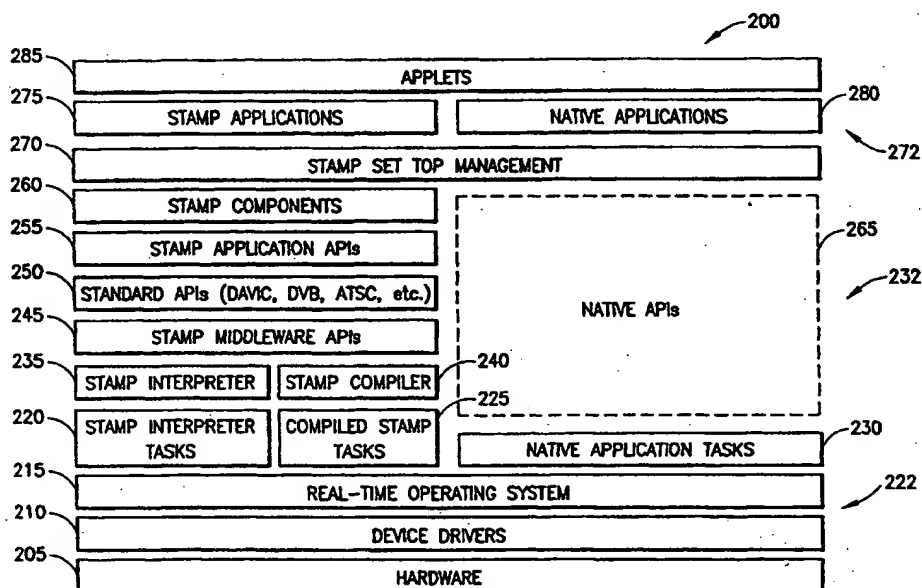 200
285
APPLETS
275
STAMP APPLICATIONS
NATIVE APPLICATIONS
280
272
270
STAMP SET TOP MANAGEMENT
260
STAMP COMPONENTS
255
STAMP APPLICATION APIs
265
250
STANDARD APIs (DAVIC, DVB, ATSC, etc.)
232
NATIVE APIs
245
STAMP MIDDLEWARE APIs
235
STAMP INTERPRETER
STAMP COMPILER
240
220
STAMP INTERPRETER
TASKS
COMPILED STAMP
TASKS
225
NATIVE APPLICATION TASKS
230
215
REAL-TIME OPERATING SYSTEM
222
210
DEVICE DRIVERS
205
HARDWARE